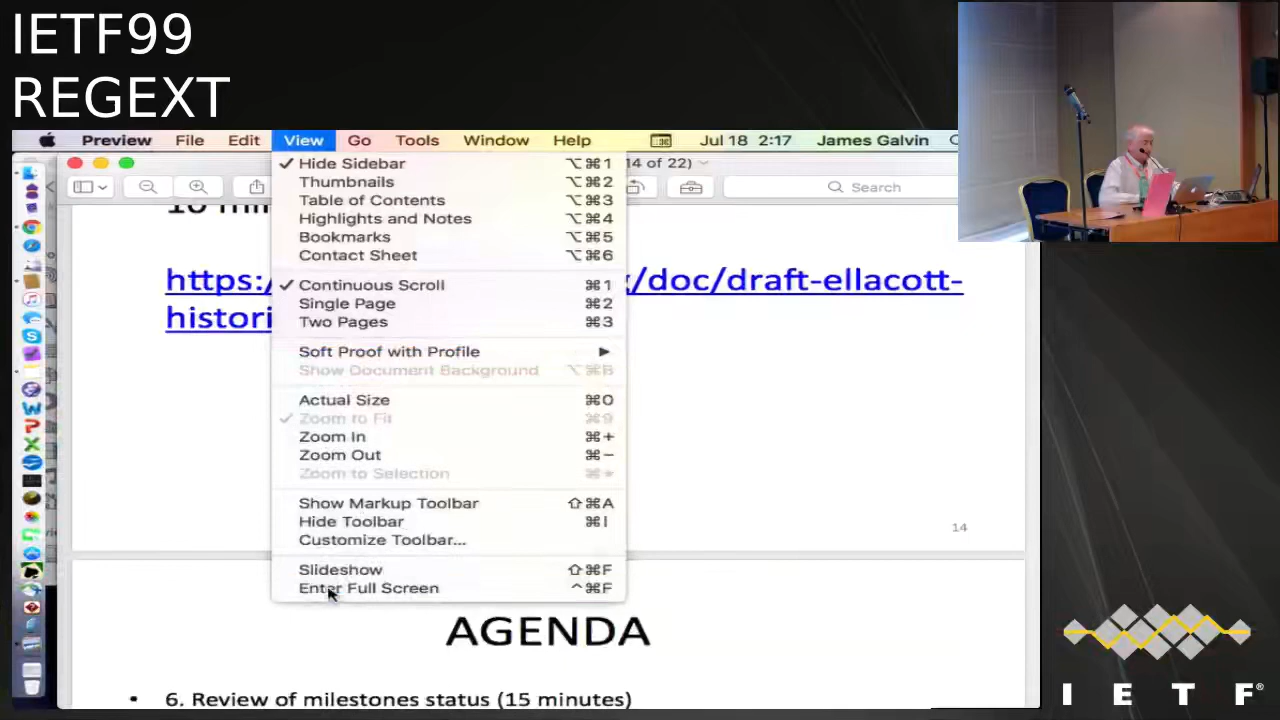 IETF99
REGEXT
Preview File Edit View Go Tools Window Help Jul 18 2:17 James Galvin
14 of 22)
Search
✓ Hide Sidebar ⌥⌘1
Thumbnails ⌥⌘2
Table of Contents ⌥⌘3
Highlights and Notes ⌥⌘4
Bookmarks ⌥⌘5
Contact Sheet ⌥⌘6
✓ Continuous Scroll ⌘1
Single Page ⌘2
Two Pages ⌘3
Soft Proof with Profile ▶
Show Document Background ⌥⌘B
Actual Size ⌘0
✓ Zoom to Fit ⌘9
Zoom In ⌘+
Zoom Out ⌘−
Zoom to Selection ⌘*
Show Markup Toolbar ⇧⌘A
Hide Toolbar ⌘I
Customize Toolbar...
Slideshow ⇧⌘F
Enter Full Screen ^⌘F
https:/ /doc/draft-ellacott-
histori
14
AGENDA
• 6. Review of milestones status (15 minutes)
I E T F®